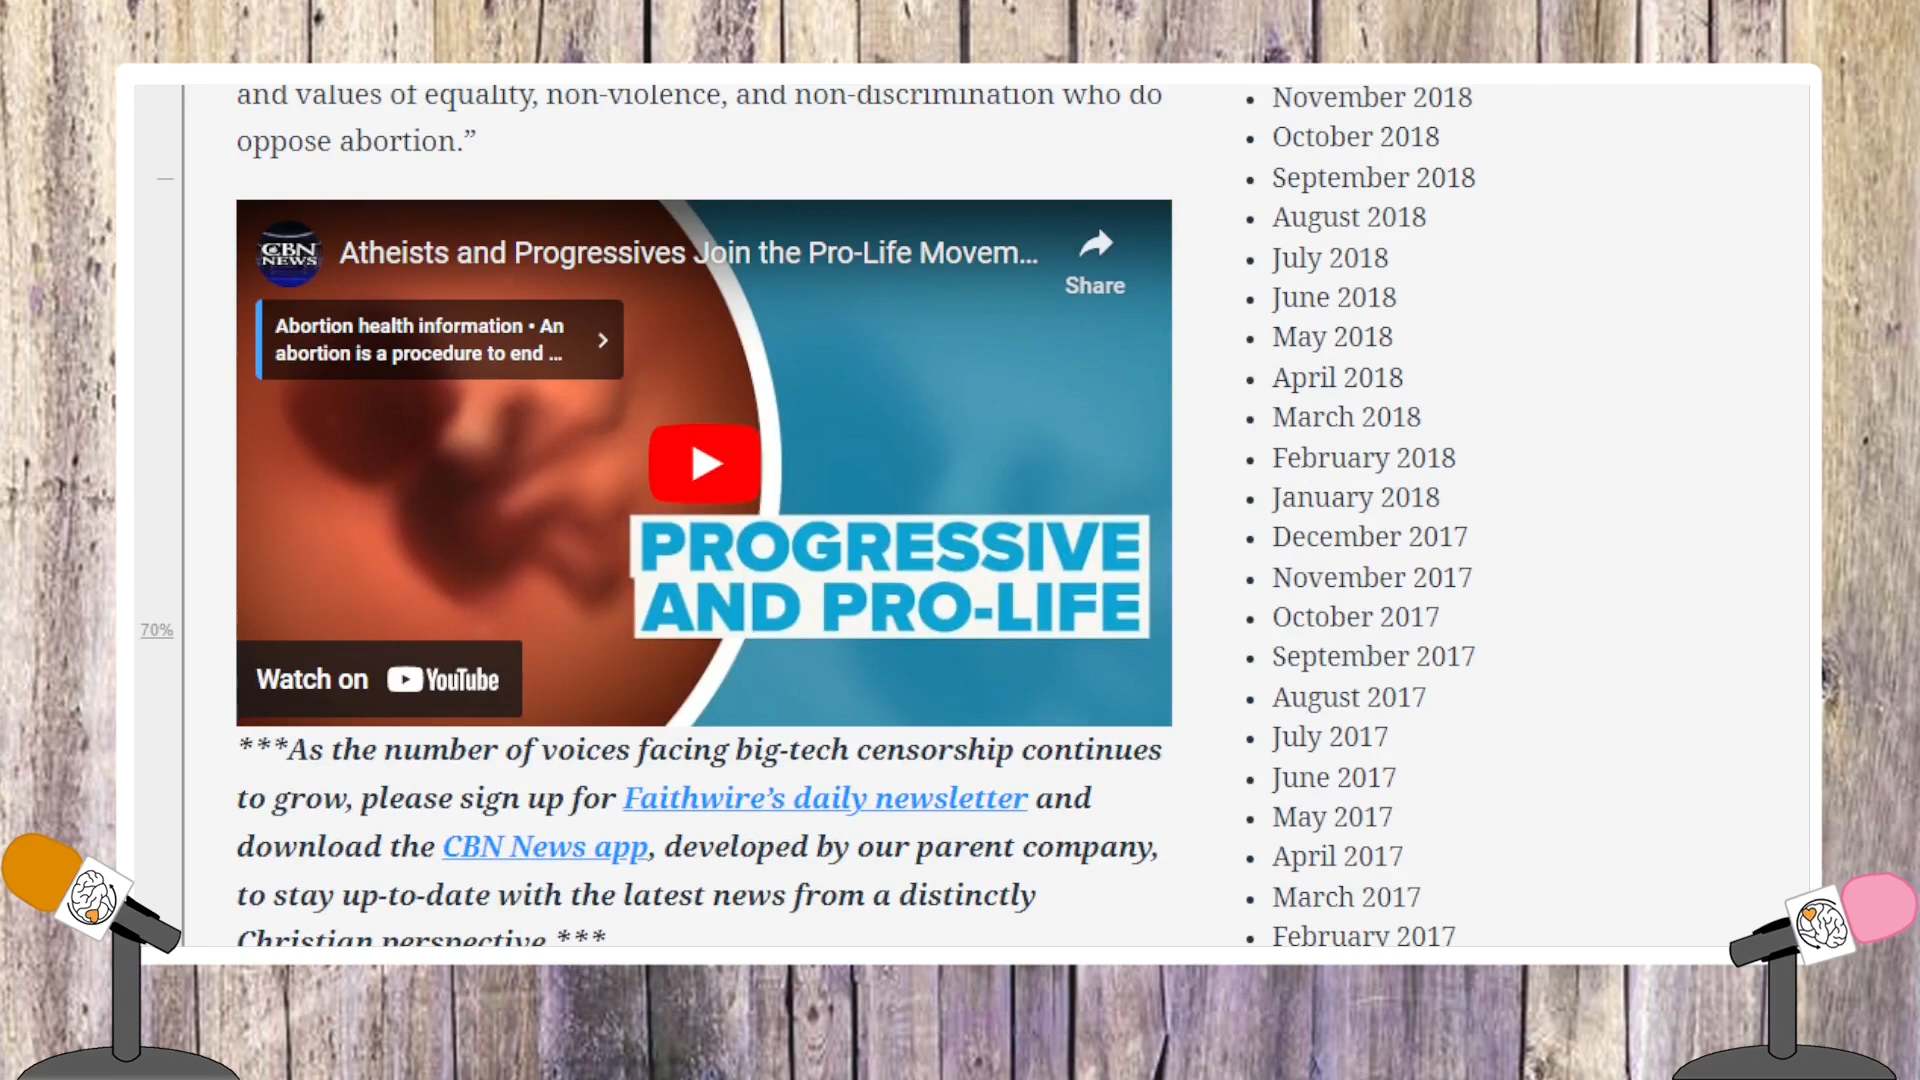 and values of equality, non-violence, and non-discrimination who do
oppose abortion.”
CBN
NEWS
Atheists and Progressives Join the Pro-Life Movem...
Share
Abortion health information • An
abortion is a procedure to end ...
PROGRESSIVE
AND PRO-LIFE
Watch on YouTube
70%
***As the number of voices facing big-tech censorship continues
to grow, please sign up for Faithwire’s daily newsletter and
download the CBN News app, developed by our parent company,
to stay up-to-date with the latest news from a distinctly
Christian perspective.***
November 2018
October 2018
September 2018
August 2018
July 2018
June 2018
May 2018
April 2018
March 2018
February 2018
January 2018
December 2017
November 2017
October 2017
September 2017
August 2017
July 2017
June 2017
May 2017
April 2017
March 2017
February 2017